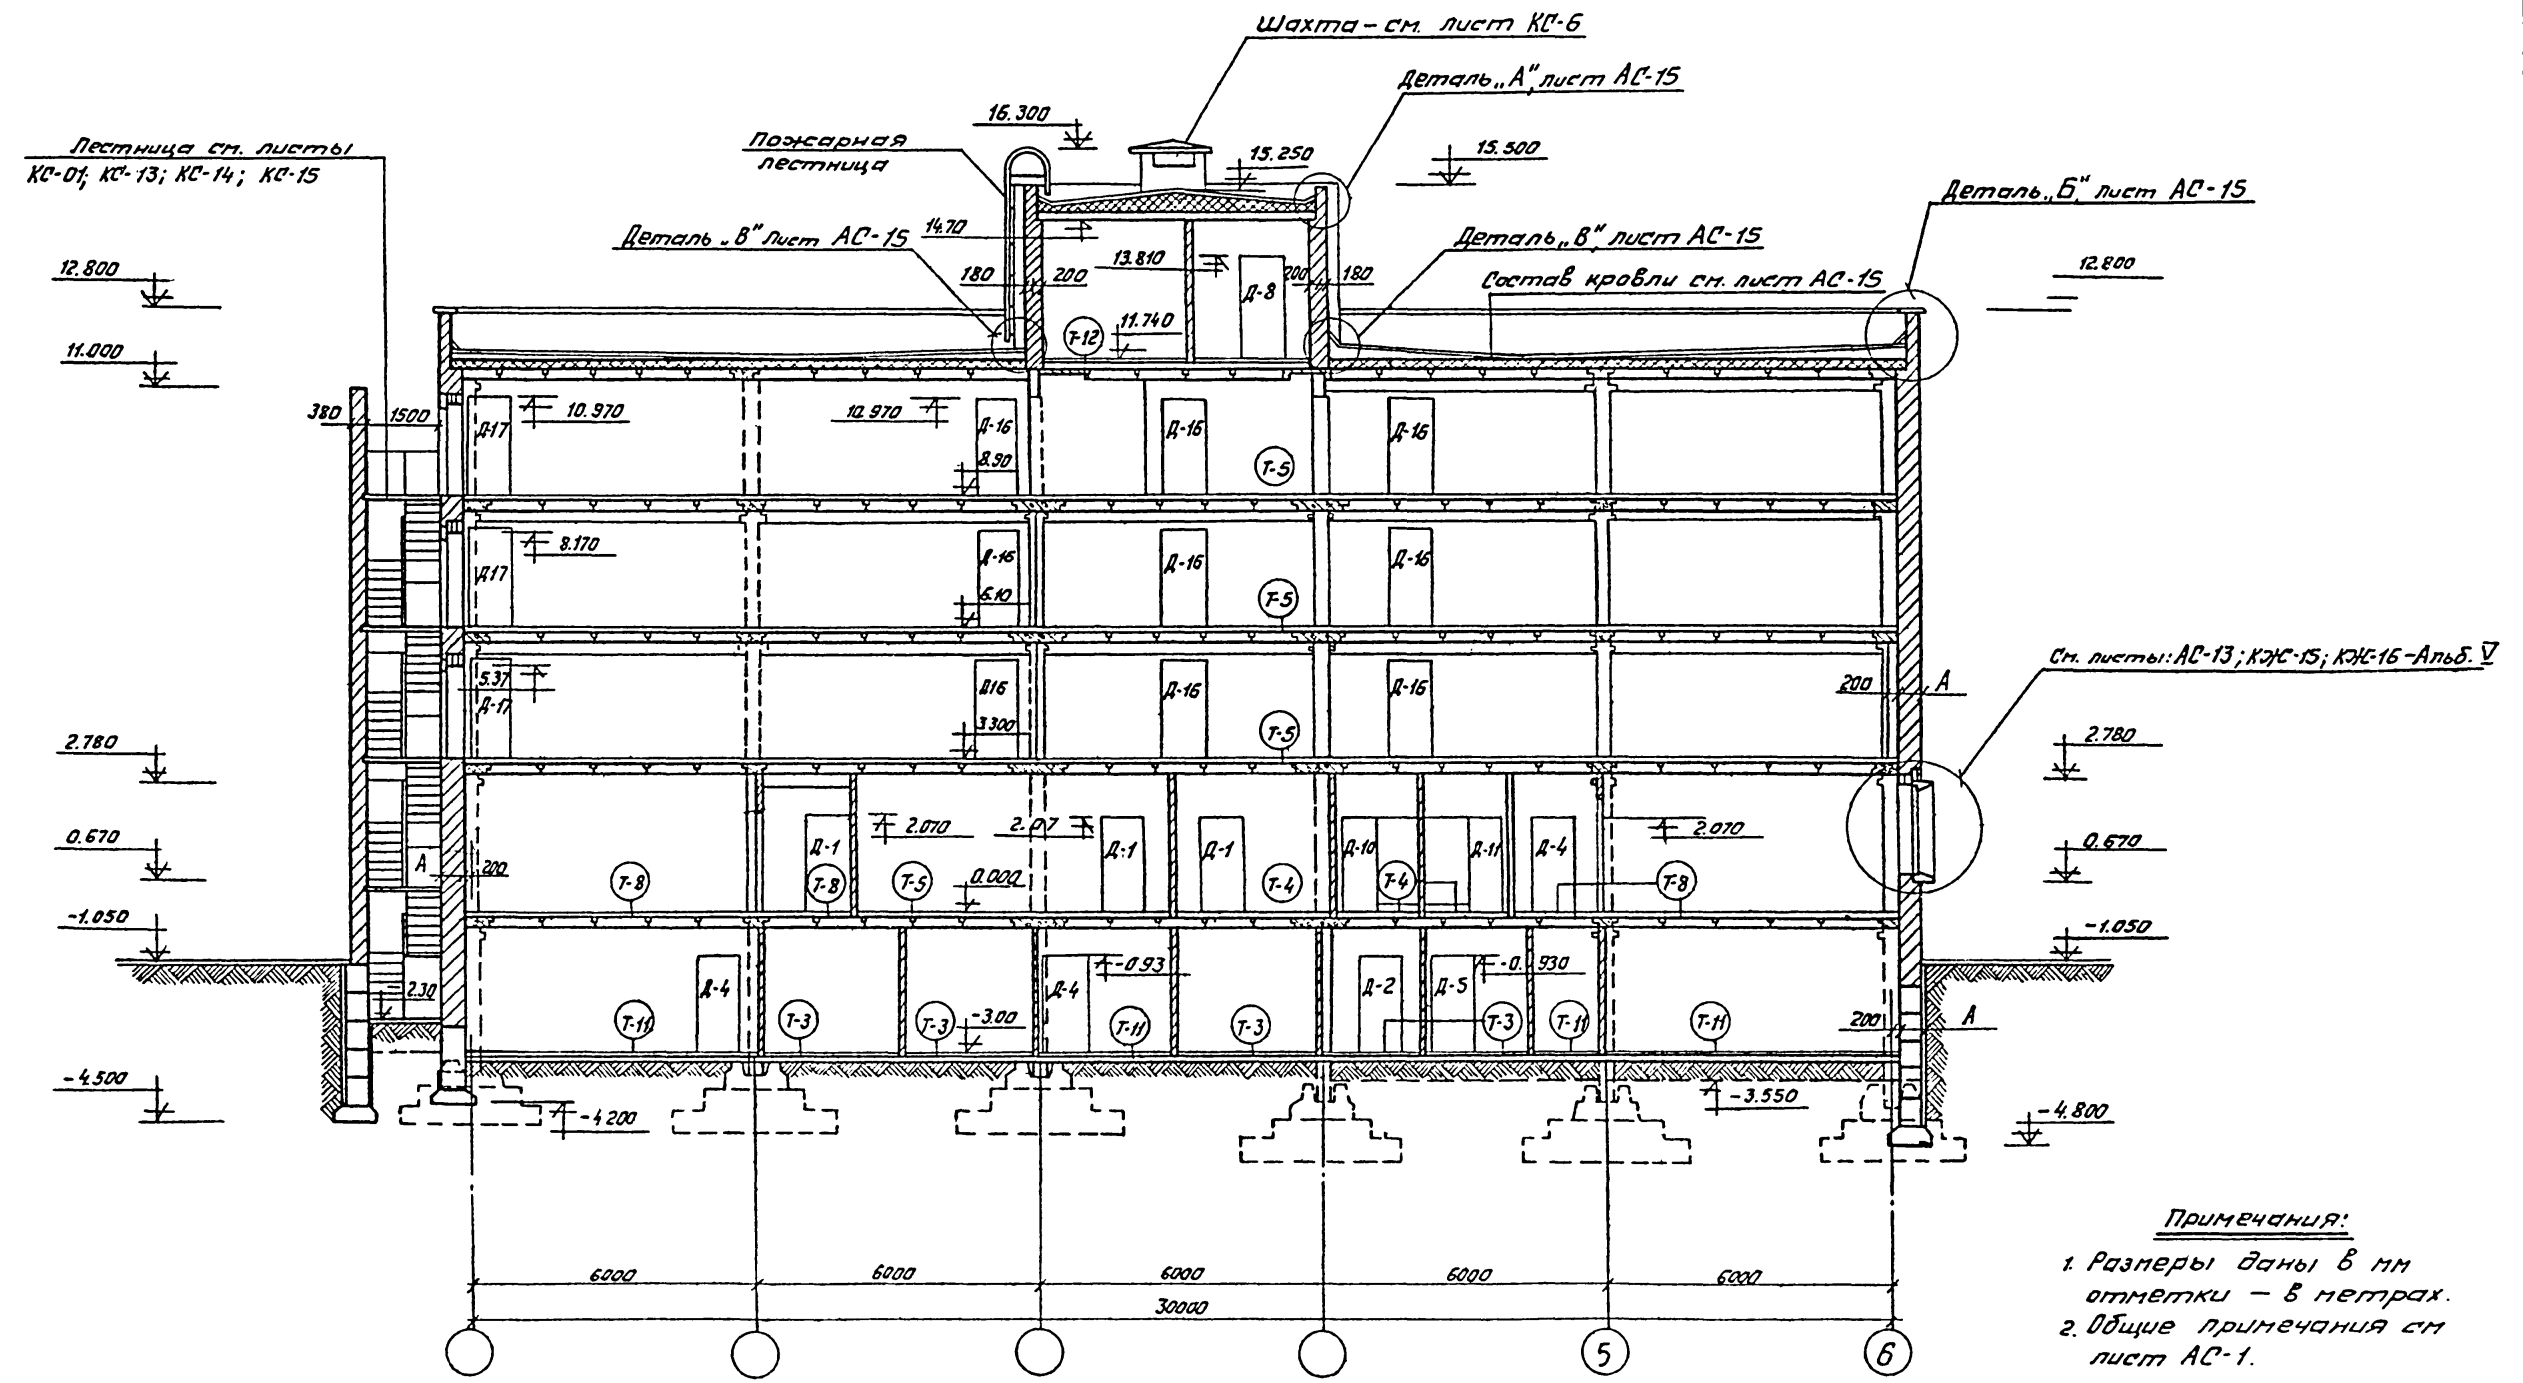 Шахта – см. лист КС-6
Деталь „А", лист АС-15
16.300
Пожарная
лестница
15.250
15.500
Лестница см. листы
КС-01; КС-13; КС-14; КС-15
Деталь „Б", лист АС-15
14.70
Деталь „В" лист АС-15
Деталь „В", лист АС-15
13.810
12.800
180
200
200
180
12.800
Д-8
Состав кровли см. лист АС-15
Т-12
11.740
11.000
380
1500
10.970
10.970
Д-17
Д-16
Д-16
Д-16
8.90
Т-5
8.170
Д17
Д-16
Д-16
Д-16
6.10
Т-5
См. листы: АС-13; КЖ-15; КЖ-16 – Альб. V
5.37
Д-17
Д16
Д-16
Д-16
200
А
3.300
Т-5
2.780
2.780
2.070
2.07
2.070
0.670
0.670
Д-1
Д-1
Д-1
Д-10
Д-11
Д-4
А
200
Т-8
Т-8
Т-5
0.000
Т-4
Т-4
Т-8
-1.050
-1.050
-0.93
-0.930
2.30
Д-4
Д-4
Д-2
Д-5
Т-11
Т-3
Т-3
-3.00
Т-11
Т-3
Т-3
Т-11
Т-11
200
А
-4.500
-4.200
-3.550
-4.800
6000
6000
6000
6000
6000
30000
5
6
Примечания:
1. Размеры даны в мм
отметки – в метрах.
2. Общие примечания см
лист АС-1.